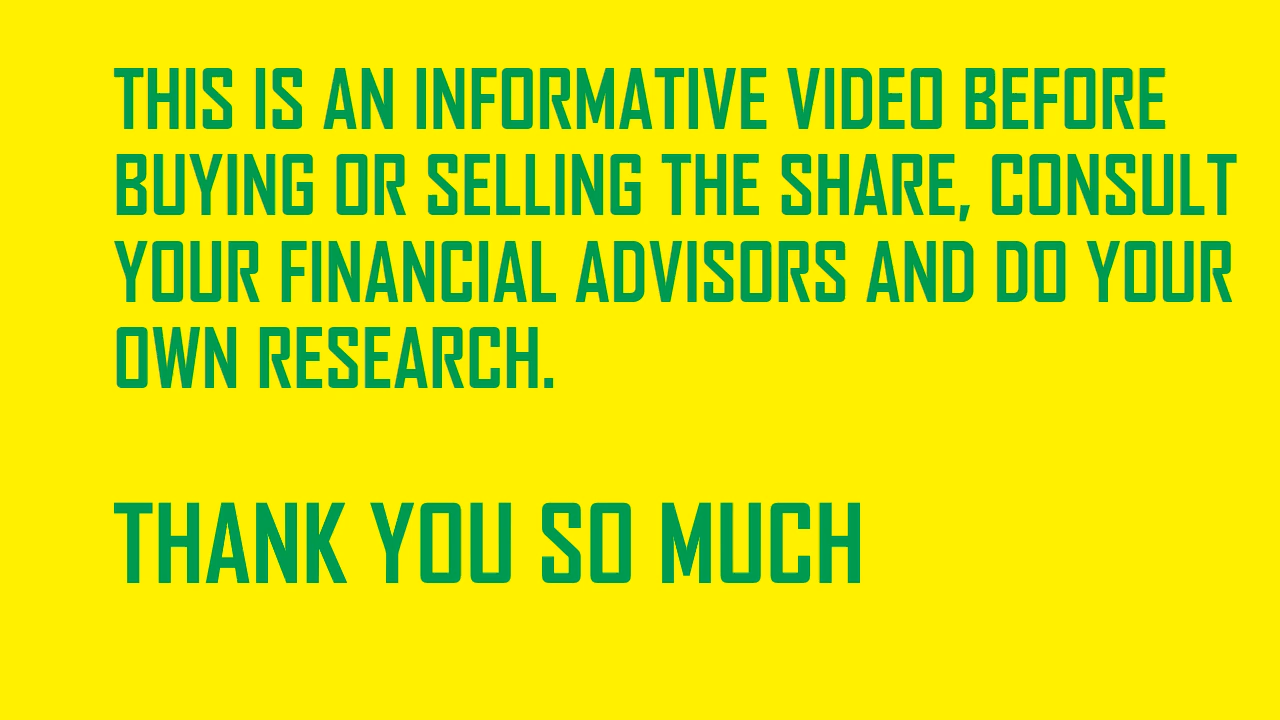 THIS IS AN INFORMATIVE VIDEO BEFORE
BUYING OR SELLING THE SHARE, CONSULT
YOUR FINANCIAL ADVISORS AND DO YOUR
OWN RESEARCH.
THANK YOU SO MUCH